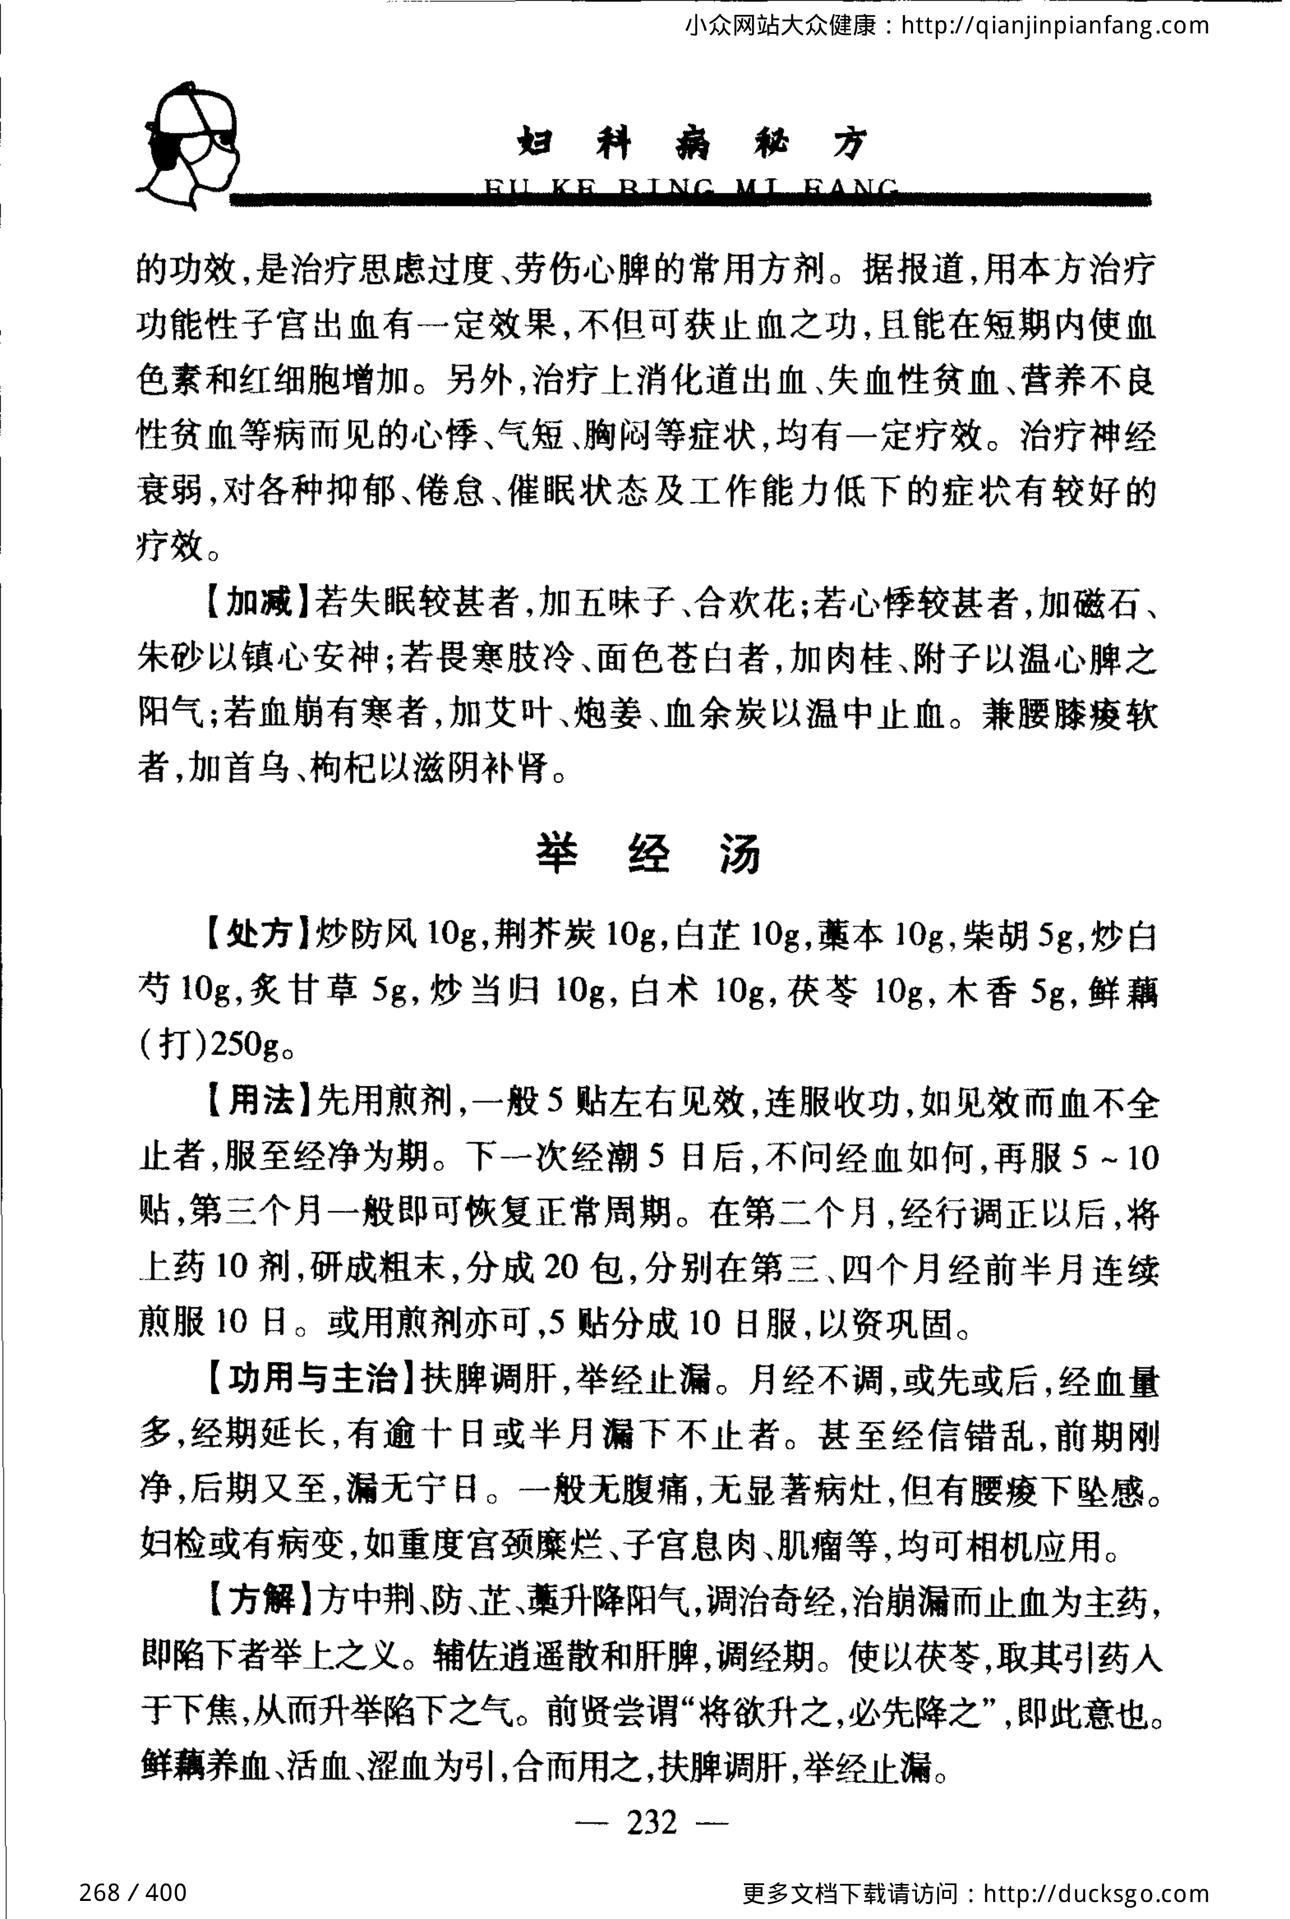 小众网站大众健康：http://qianjinpianfang.com
妇科病秘方
FU KE BING MI FANG
的功效,是治疗思虑过度、劳伤心脾的常用方剂。据报道,用本方治疗
功能性子宫出血有一定效果,不但可获止血之功,且能在短期内使血
色素和红细胞增加。另外,治疗上消化道出血、失血性贫血、营养不良
性贫血等病而见的心悸、气短、胸闷等症状,均有一定疗效。治疗神经
衰弱,对各种抑郁、倦怠、催眠状态及工作能力低下的症状有较好的
疗效。
【加减】若失眠较甚者,加五味子、合欢花;若心悸较甚者,加磁石、
朱砂以镇心安神;若畏寒肢冷、面色苍白者,加肉桂、附子以温心脾之
阳气;若血崩有寒者,加艾叶、炮姜、血余炭以温中止血。兼腰膝痠软
者,加首乌、枸杞以滋阴补肾。
举经汤
【处方】炒防风 10g,荆芥炭 10g,白芷 10g,藁本 10g,柴胡 5g,炒白
芍 10g,炙甘草 5g,炒当归 10g,白术 10g,茯苓 10g,木香 5g,鲜藕
(打)250g。
【用法】先用煎剂,一般 5 贴左右见效,连服收功,如见效而血不全
止者,服至经净为期。下一次经潮 5 日后,不问经血如何,再服 5~10
贴,第三个月一般即可恢复正常周期。在第二个月,经行调正以后,将
上药 10 剂,研成粗末,分成 20 包,分别在第三、四个月经前半月连续
煎服 10 日。或用煎剂亦可,5 贴分成 10 日服,以资巩固。
【功用与主治】扶脾调肝,举经止漏。月经不调,或先或后,经血量
多,经期延长,有逾十日或半月漏下不止者。甚至经信错乱,前期刚
净,后期又至,漏无宁日。一般无腹痛,无显著病灶,但有腰痠下坠感。
妇检或有病变,如重度宫颈糜烂、子宫息肉、肌瘤等,均可相机应用。
【方解】方中荆、防、芷、藁升降阳气,调治奇经,治崩漏而止血为主药,
即陷下者举上之义。辅佐逍遥散和肝脾,调经期。使以茯苓,取其引药入
于下焦,从而升举陷下之气。前贤尝谓“将欲升之,必先降之”,即此意也。
鲜藕养血、活血、涩血为引,合而用之,扶脾调肝,举经止漏。
— 232 —
268 / 400
更多文档下载请访问：http://ducksgo.com